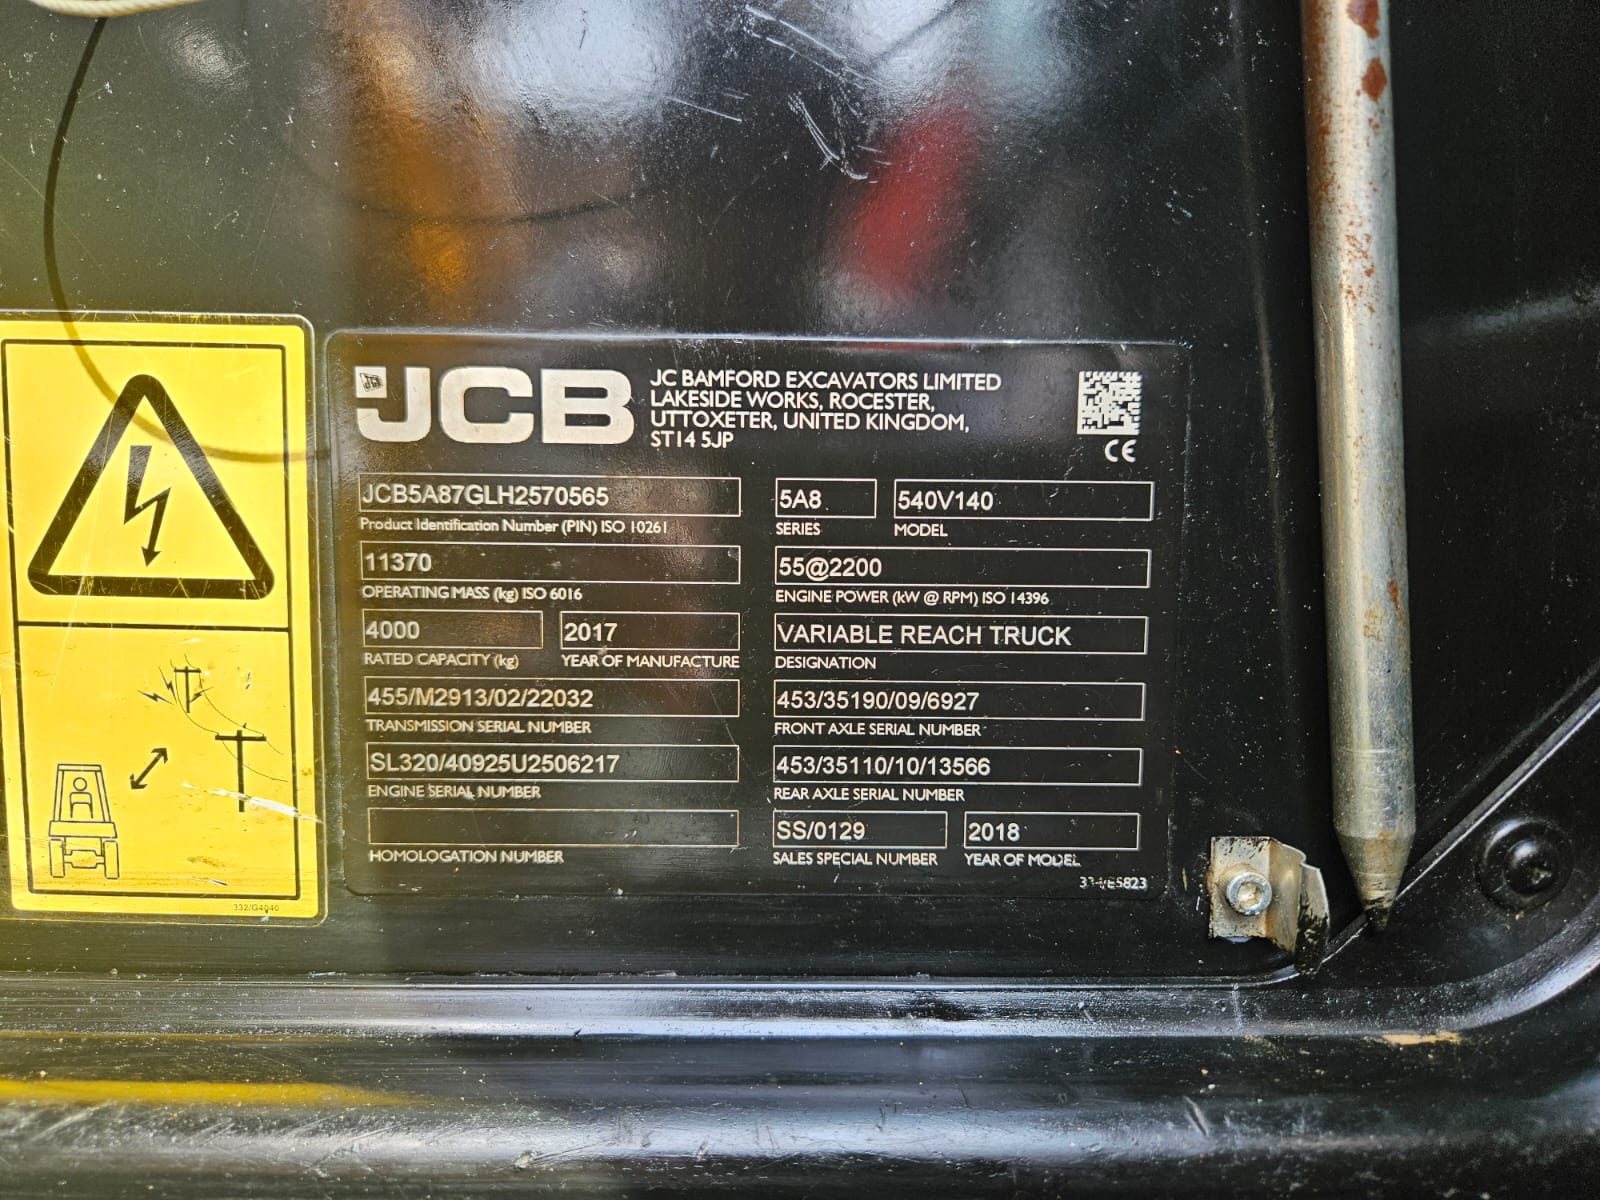 JCB
JC BAMFORD EXCAVATORS LIMITED
LAKESIDE WORKS, ROCESTER,
UTTOXETER, UNITED KINGDOM,
ST14 5JP
CE
JCB5A87GLH2570565
Product Identification Number (PIN) ISO 10261
5A8
SERIES
540V140
MODEL
11370
OPERATING MASS (kg) ISO 6016
55@2200
ENGINE POWER (kW @ RPM) ISO 14396
4000
RATED CAPACITY (kg)
2017
YEAR OF MANUFACTURE
VARIABLE REACH TRUCK
DESIGNATION
455/M2913/02/22032
TRANSMISSION SERIAL NUMBER
453/35190/09/6927
FRONT AXLE SERIAL NUMBER
SL320/40925U2506217
ENGINE SERIAL NUMBER
453/35110/10/13566
REAR AXLE SERIAL NUMBER
HOMOLOGATION NUMBER
SS/0129
SALES SPECIAL NUMBER
2018
YEAR OF MODEL
332/G4040